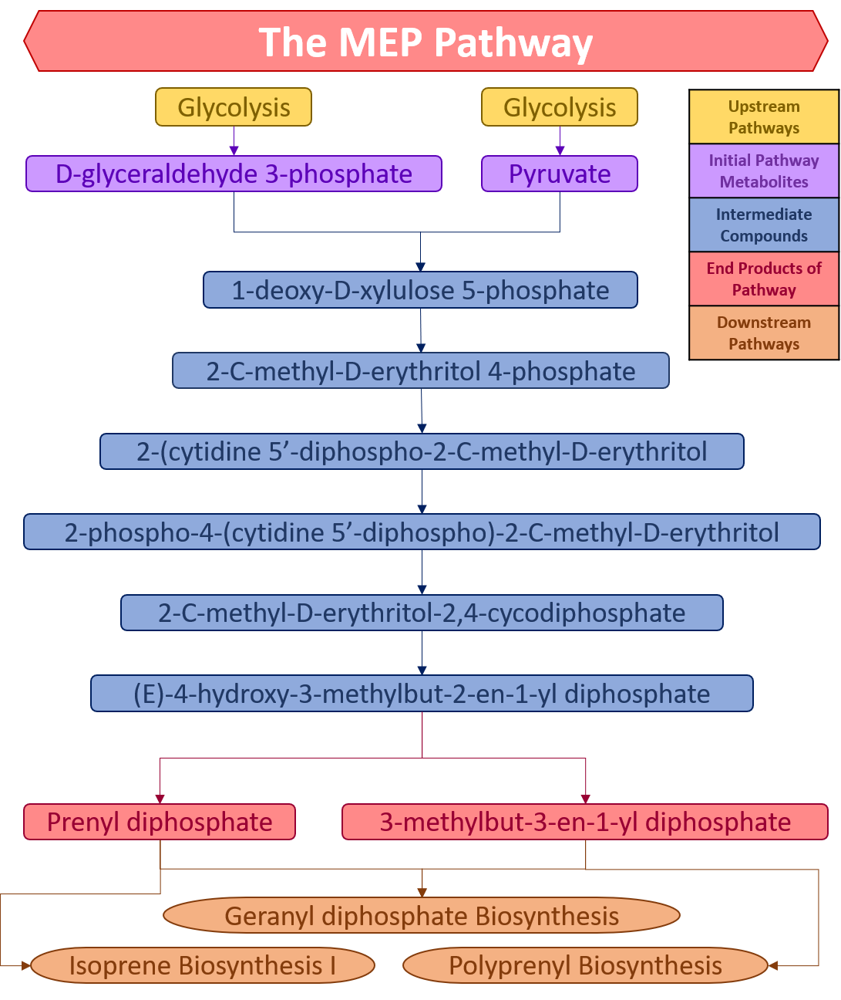 The MEP Pathway
Glycolysis
Glycolysis
Upstream
Pathways
D-glyceraldehyde 3-phosphate
Pyruvate
Initial Pathway
Metabolites
Intermediate
Compounds
End Products of
Pathway
Downstream
Pathways
1-deoxy-D-xylulose 5-phosphate
2-C-methyl-D-erythritol 4-phosphate
2-(cytidine 5’-diphospho-2-C-methyl-D-erythritol
2-phospho-4-(cytidine 5’-diphospho)-2-C-methyl-D-erythritol
2-C-methyl-D-erythritol-2,4-cycodiphosphate
(E)-4-hydroxy-3-methylbut-2-en-1-yl diphosphate
Prenyl diphosphate
3-methylbut-3-en-1-yl diphosphate
Geranyl diphosphate Biosynthesis
Isoprene Biosynthesis I
Polyprenyl Biosynthesis